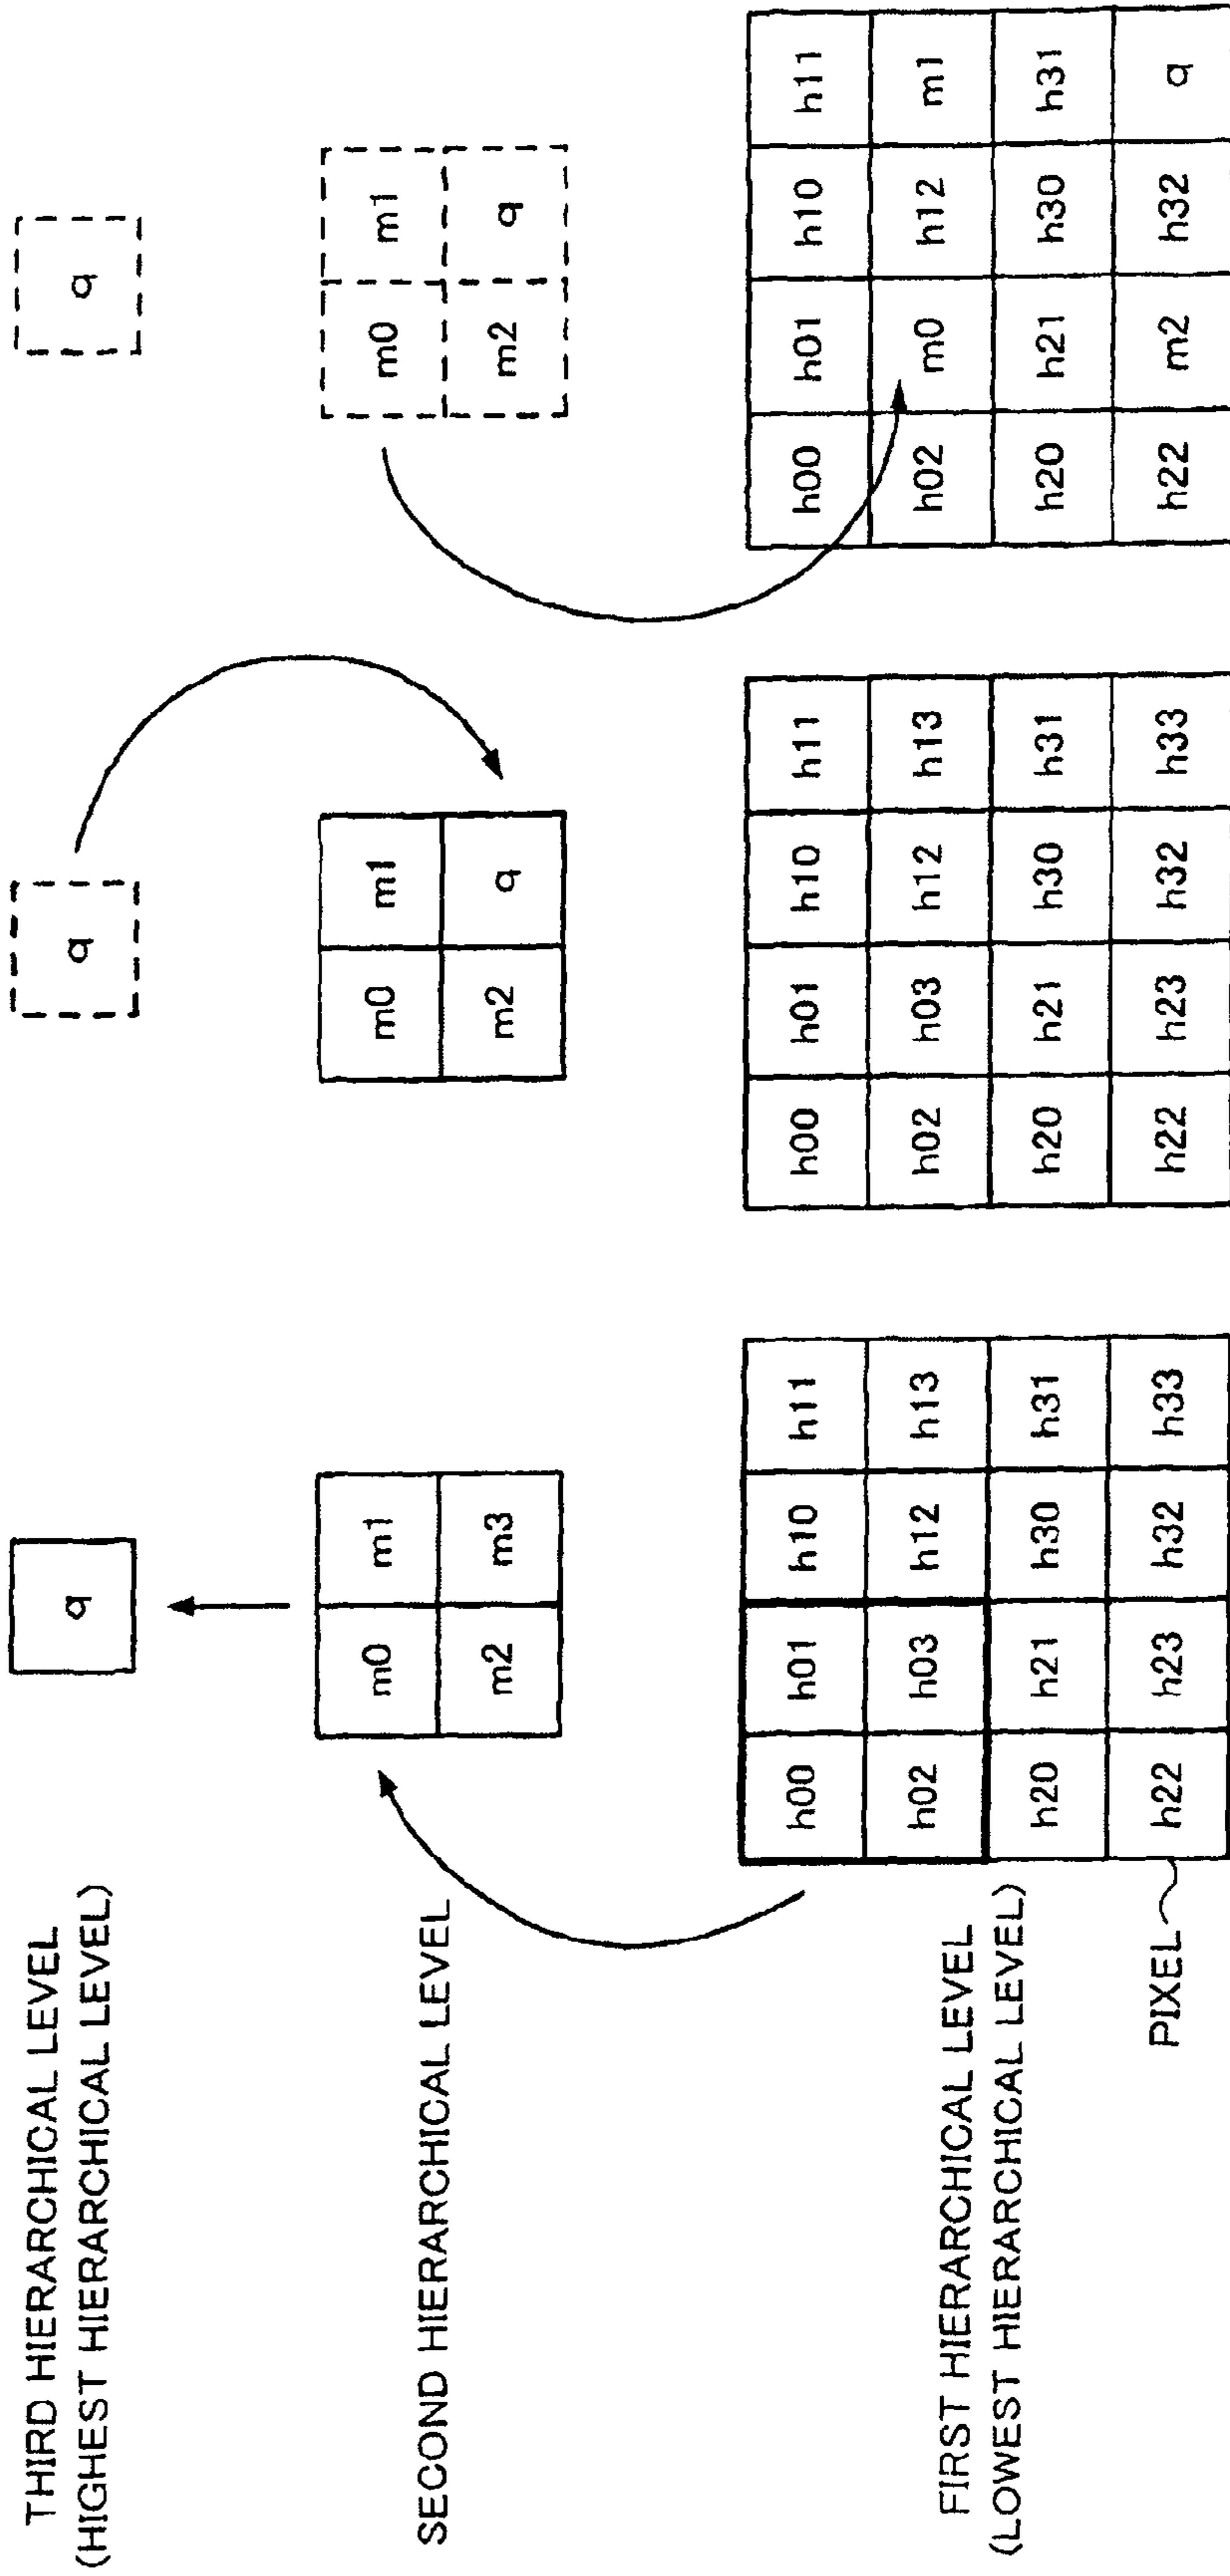 THIRD HIERARCHICAL LEVEL
(HIGHEST HIERARCHICAL LEVEL)
q
q
q
SECOND HIERARCHICAL LEVEL
m0 m1
m2 m3
m0 m1
m2 q
m0 m1
m2 q
FIRST HIERARCHICAL LEVEL
(LOWEST HIERARCHICAL LEVEL)
PIXEL
h00 h01 h10 h11
h02 h03 h12 h13
h20 h21 h30 h31
h22 h23 h32 h33
h00 h01 h10 h11
h02 h03 h12 h13
h20 h21 h30 h31
h22 h23 h32 h33
h00 h01 h10 h11
h02 m0 h12 m1
h20 h21 h30 h31
h22 m2 h32 q